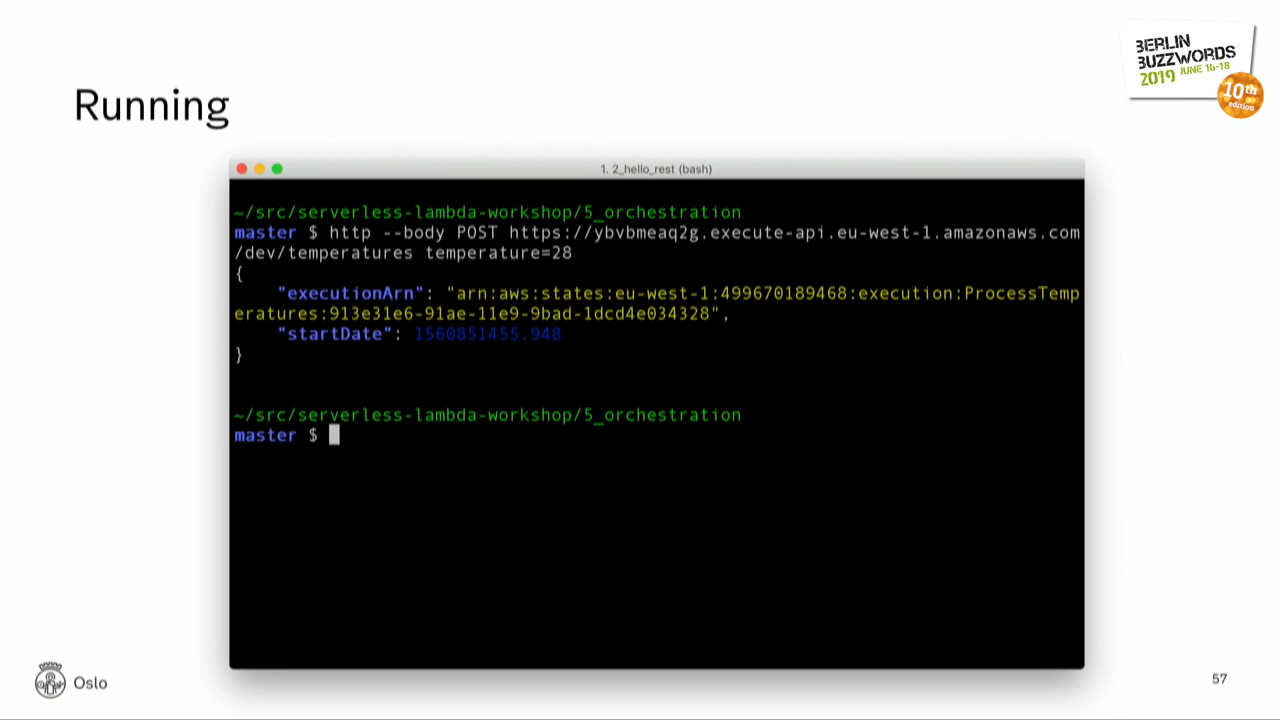 BERLIN
BUZZWORDS
2019 JUNE 16-18
10th
edition
Running
1. 2_hello_rest (bash)
~/src/serverless-lambda-workshop/5_orchestration
master $ http --body POST https://ybvbmeaq2g.execute-api.eu-west-1.amazonaws.com
/dev/temperatures temperature=28
{
"executionArn": "arn:aws:states:eu-west-1:499670189468:execution:ProcessTemp
eratures:913e31e6-91ae-11e9-9bad-1dcd4e034328",
"startDate": 1560851455.948
}
~/src/serverless-lambda-workshop/5_orchestration
master $
Oslo
57